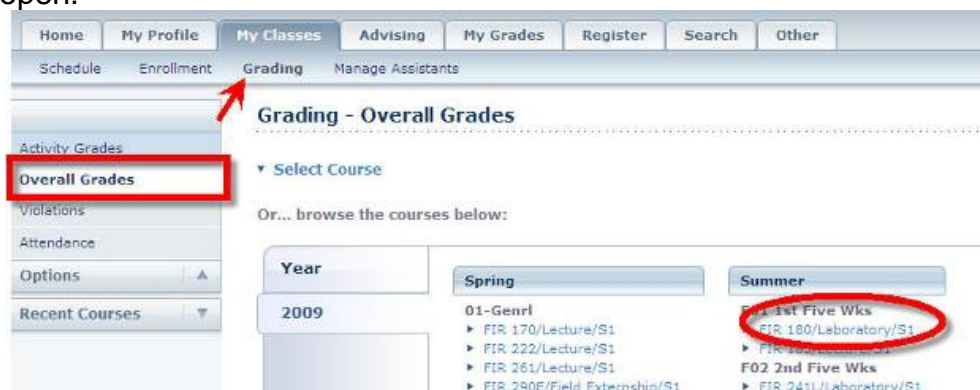 open.
Home My Profile My Classes Advising My Grades Register Search Other
Schedule Enrollment Grading Manage Assistants
Grading - Overall Grades
Activity Grades
Overall Grades
Violations
Attendance
Options
Recent Courses
Select Course
Or... browse the courses below:
Year
2009
Spring
01-Genrl
FIR 170/Lecture/S1
FIR 222/Lecture/S1
FIR 261/Lecture/S1
FIR 290E/Field Externship/S1
Summer
F01 1st Five Wks
FIR 180/Laboratory/S1
F02 2nd Five Wks
FIR 241L/Laboratory/S1